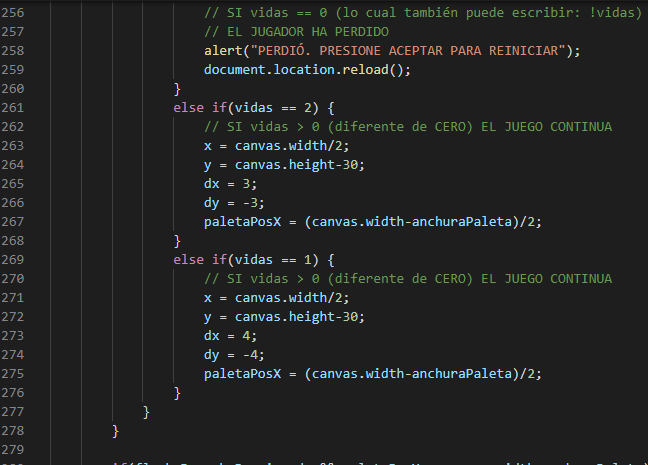 256 // SI vidas == 0 (lo cual también puede escribir: !vidas)
257 // EL JUGADOR HA PERDIDO
258 alert("PERDIÓ. PRESIONE ACEPTAR PARA REINICIAR");
259 document.location.reload();
260 }
261 else if(vidas == 2) {
262 // SI vidas > 0 (diferente de CERO) EL JUEGO CONTINUA
263 x = canvas.width/2;
264 y = canvas.height-30;
265 dx = 3;
266 dy = -3;
267 paletaPosX = (canvas.width-anchuraPaleta)/2;
268 }
269 else if(vidas == 1) {
270 // SI vidas > 0 (diferente de CERO) EL JUEGO CONTINUA
271 x = canvas.width/2;
272 y = canvas.height-30;
273 dx = 4;
274 dy = -4;
275 paletaPosX = (canvas.width-anchuraPaleta)/2;
276 }
277 }
278 }
279